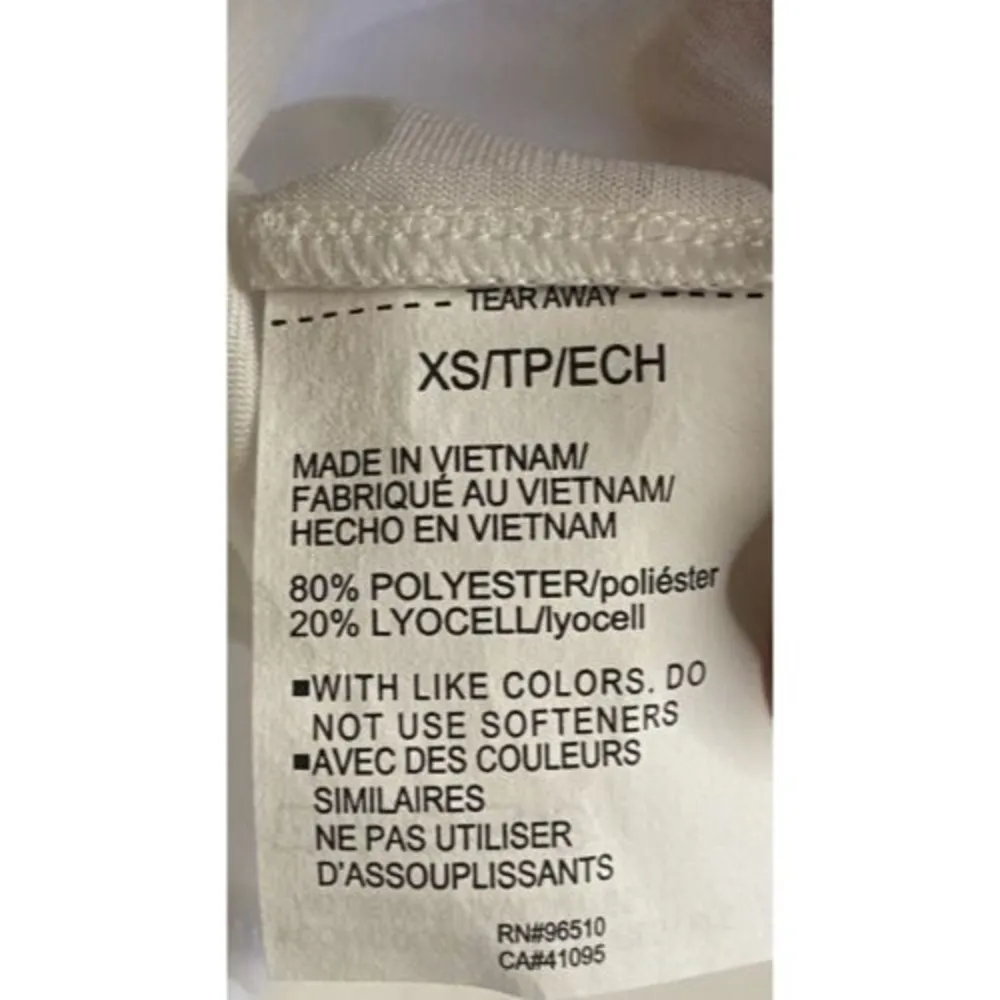 TEAR AWAY
XS/TP/ECH
MADE IN VIETNAM/
FABRIQUÉ AU VIETNAM/
HECHO EN VIETNAM
80% POLYESTER/poliéster
20% LYOCELL/lyocell
■WITH LIKE COLORS. DO
NOT USE SOFTENERS
■AVEC DES COULEURS
SIMILAIRES
NE PAS UTILISER
D'ASSOUPLISSANTS
RN#96510
CA#41095